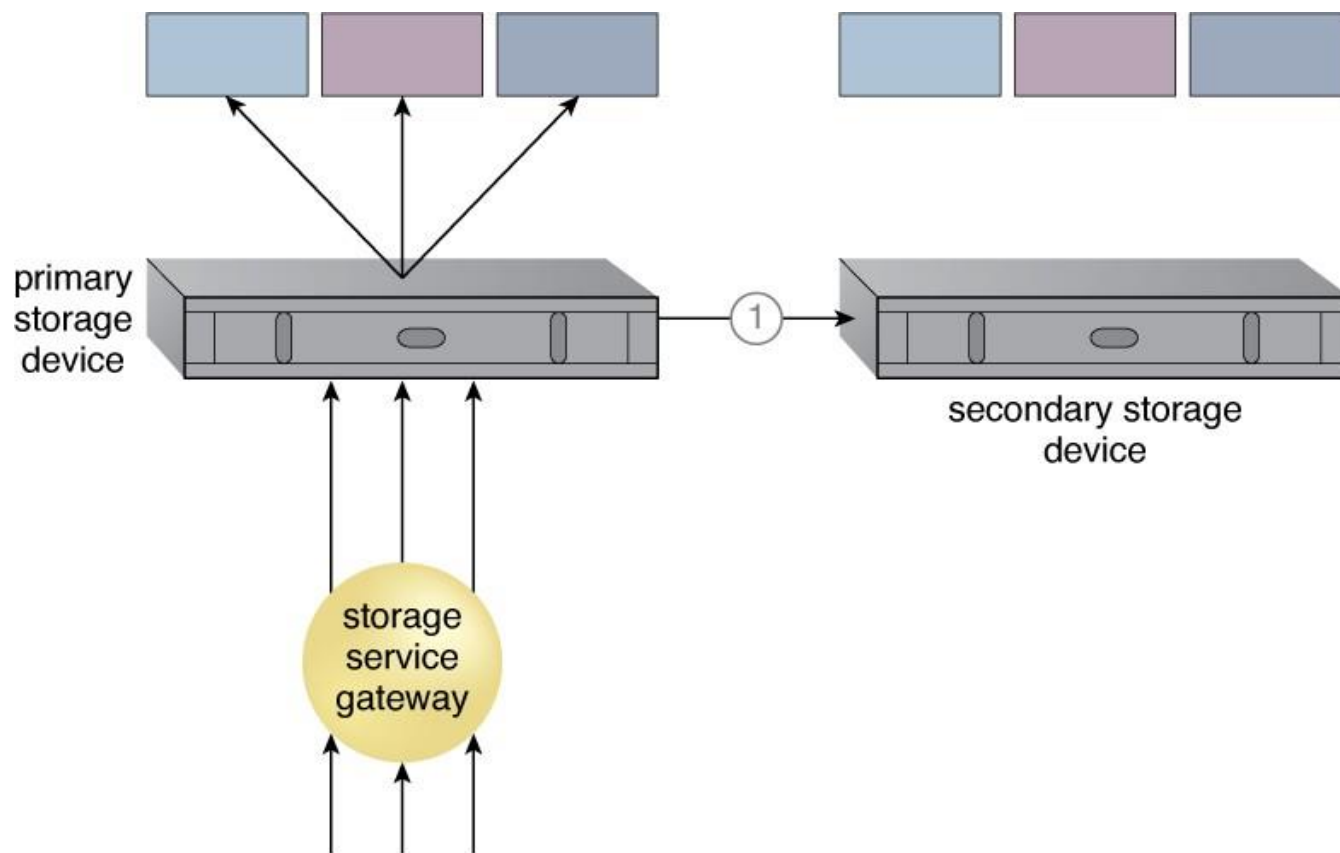 primary
storage
device
1
secondary storage
device
storage
service
gateway